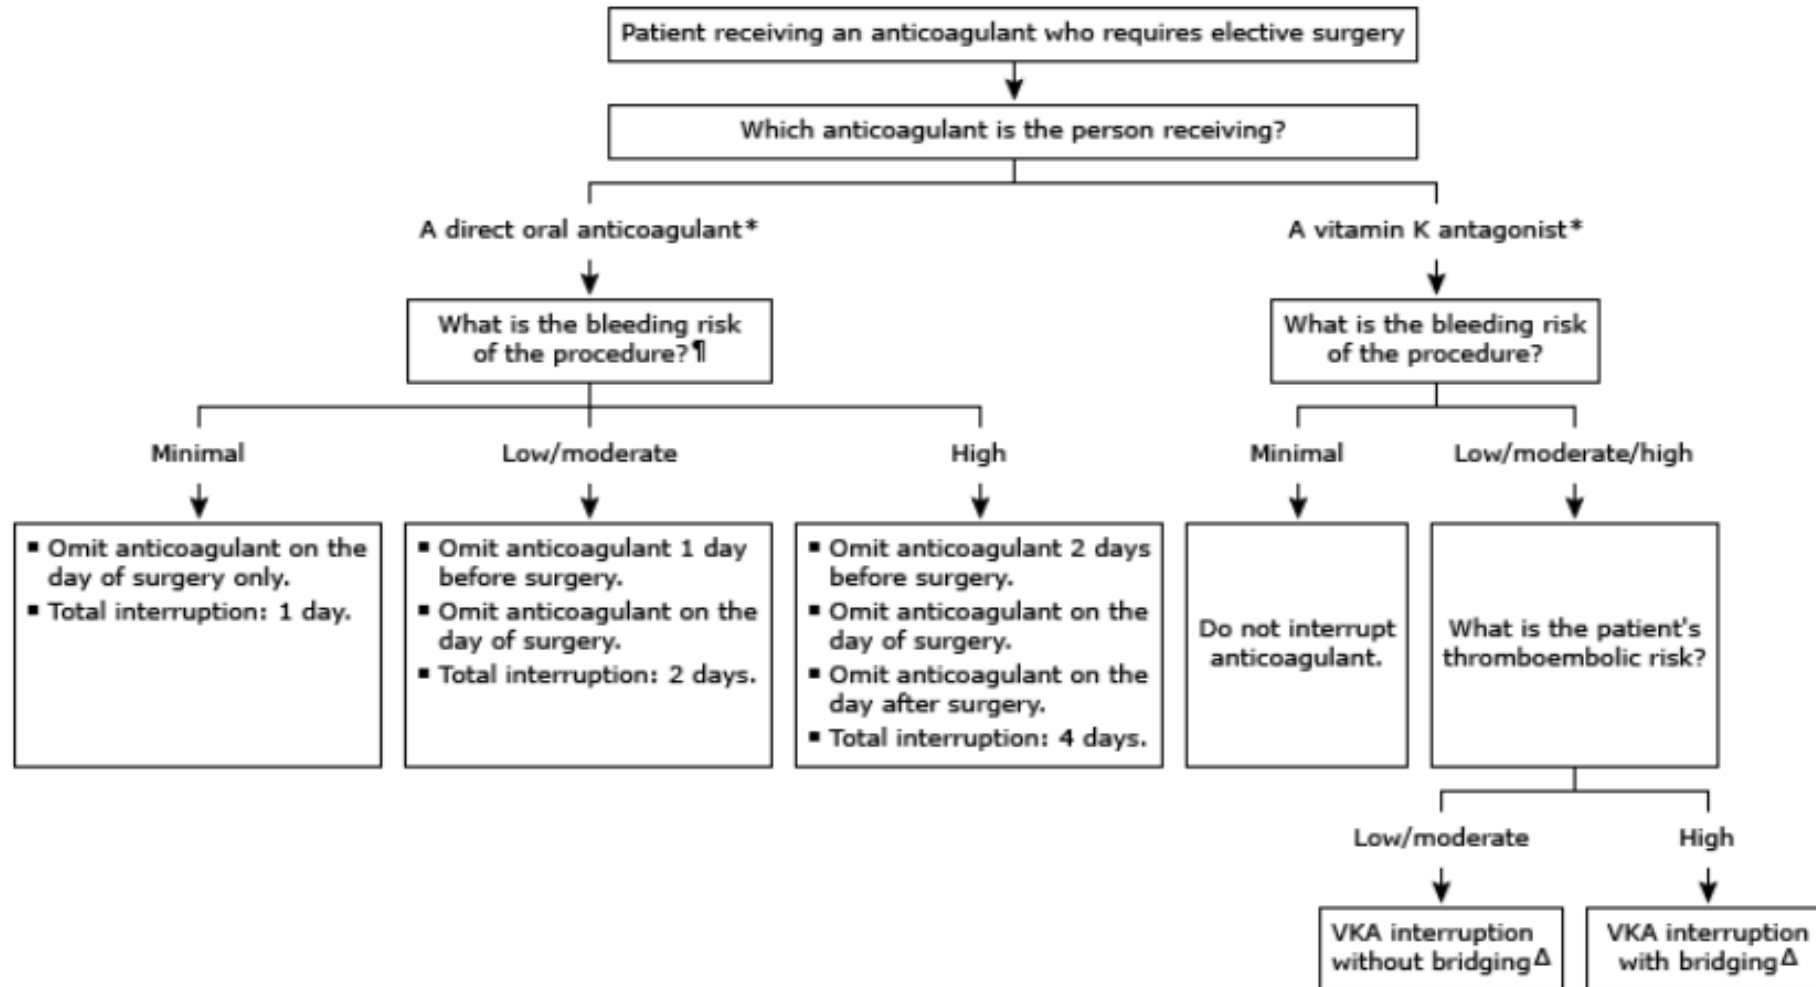 Patient receiving an anticoagulant who requires elective surgery
Which anticoagulant is the person receiving?
A direct oral anticoagulant*
A vitamin K antagonist*
What is the bleeding risk
of the procedure?¶
What is the bleeding risk
of the procedure?
Minimal
Low/moderate
High
Minimal
Low/moderate/high
▪ Omit anticoagulant on the
day of surgery only.
▪ Total interruption: 1 day.
▪ Omit anticoagulant 1 day
before surgery.
▪ Omit anticoagulant on the
day of surgery.
▪ Total interruption: 2 days.
▪ Omit anticoagulant 2 days
before surgery.
▪ Omit anticoagulant on the
day of surgery.
▪ Omit anticoagulant on the
day after surgery.
▪ Total interruption: 4 days.
Do not interrupt
anticoagulant.
What is the patient's
thromboembolic risk?
Low/moderate
High
VKA interruption
without bridgingΔ
VKA interruption
with bridgingΔ